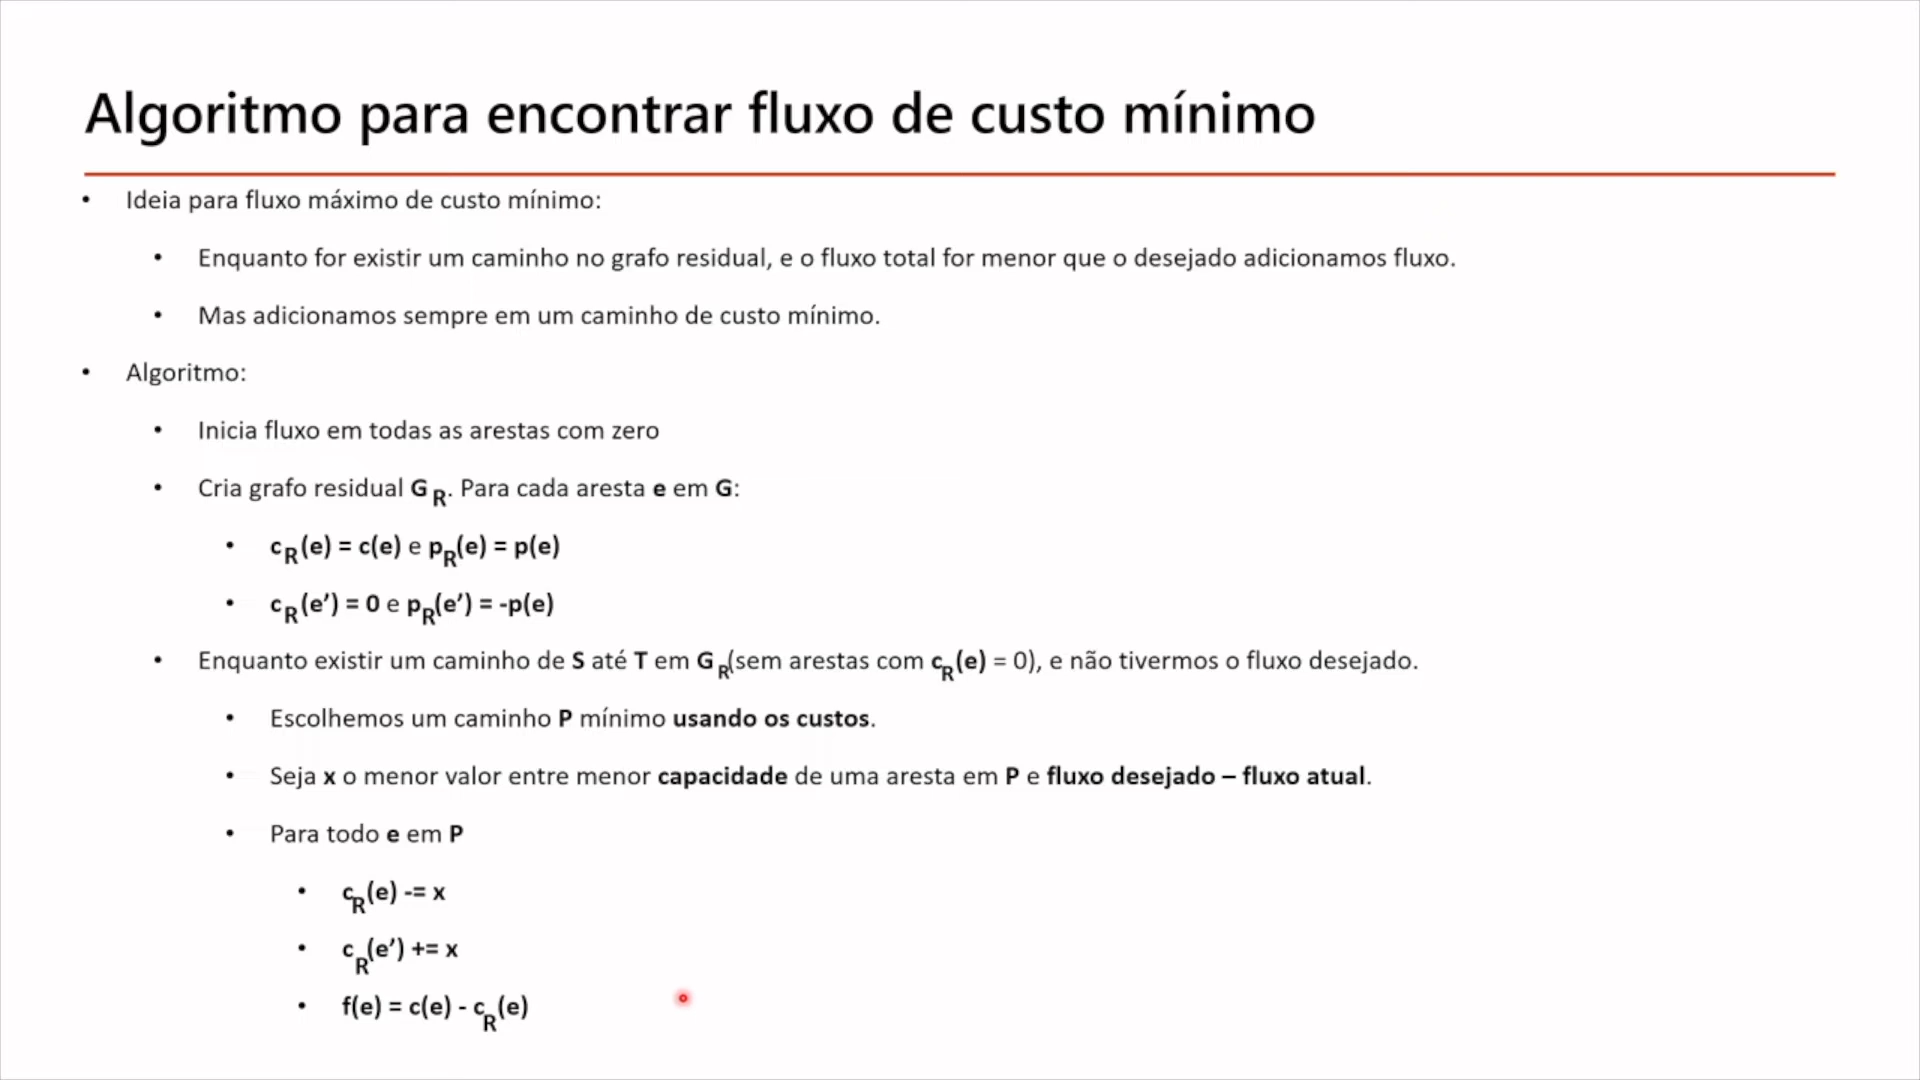 Algoritmo para encontrar fluxo de custo mínimo
• Ideia para fluxo máximo de custo mínimo:
• Enquanto for existir um caminho no grafo residual, e o fluxo total for menor que o desejado adicionamos fluxo.
• Mas adicionamos sempre em um caminho de custo mínimo.
• Algoritmo:
• Inicia fluxo em todas as arestas com zero
• Cria grafo residual G R. Para cada aresta e em G:
• cR(e) = c(e) e pR(e) = p(e)
• cR(e’) = 0 e pR(e’) = -p(e)
• Enquanto existir um caminho de S até T em G R(sem arestas com cR(e) = 0), e não tivermos o fluxo desejado.
• Escolhemos um caminho P mínimo usando os custos.
• Seja x o menor valor entre menor capacidade de uma aresta em P e fluxo desejado – fluxo atual.
• Para todo e em P
• cR(e) -= x
• cR(e’) += x
• f(e) = c(e) - cR(e)